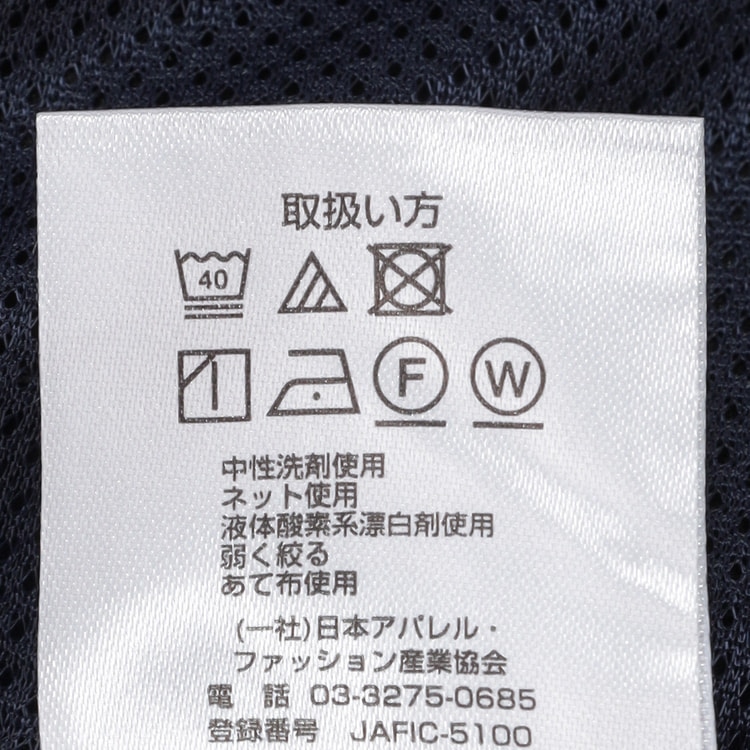 取扱い方
40
F W
中性洗剤使用
ネット使用
液体酸素系漂白剤使用
弱く絞る
あて布使用
(一社)日本アパレル・
ファッション産業協会
電 話 03-3275-0685
登録番号 JAFIC-5100